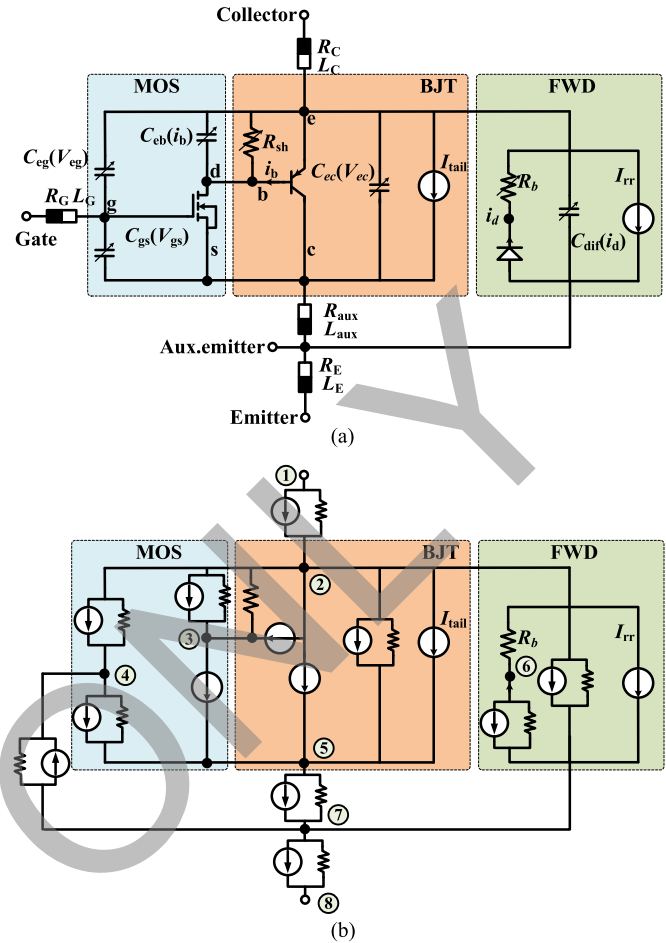 Collector
R_C
L_C
MOS
BJT
FWD
e
C_eb(i_b)
R_sh
C_eg(V_eg)
d
i_b
b
C_ec(V_ec)
I_tail
R_b
I_rr
R_G L_G
g
i_d
Gate
C_gs(V_gs)
s
c
C_dif(i_d)
R_aux
L_aux
Aux.emitter
R_E
L_E
Emitter
(a)
1
MOS
BJT
FWD
2
3
I_tail
R_b
I_rr
4
6
5
7
8
(b)
ONLY